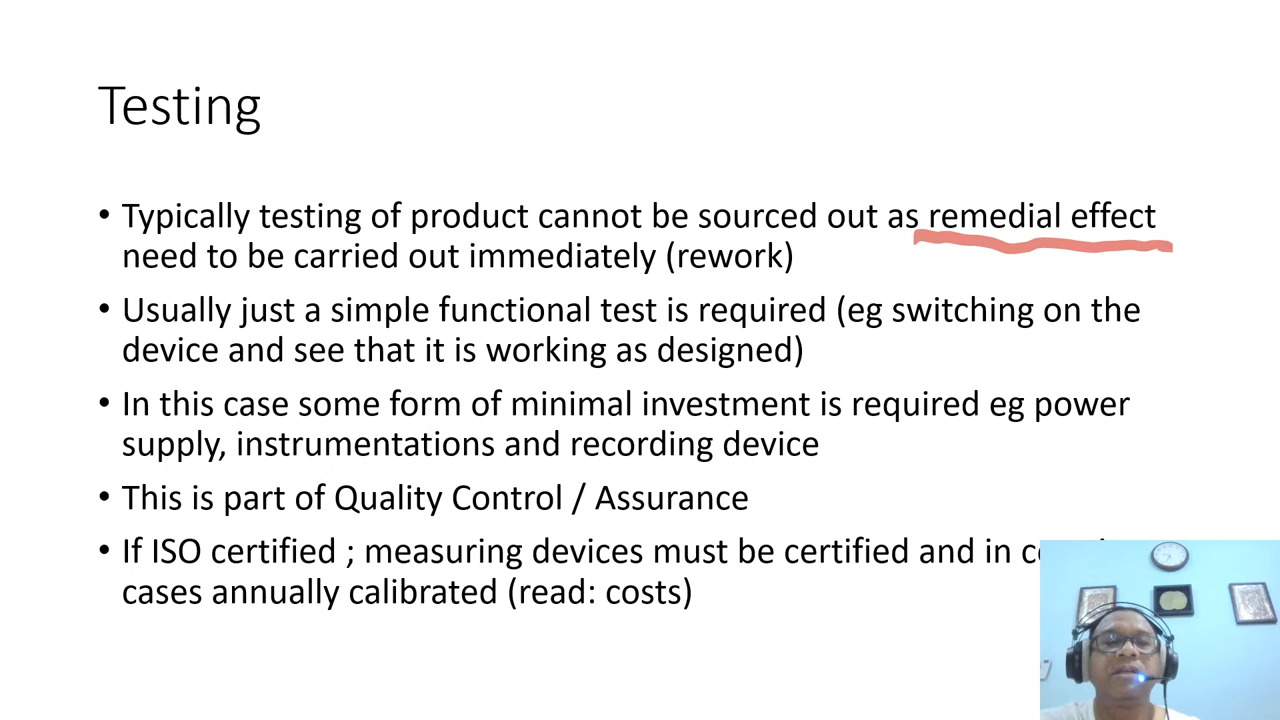 Testing
• Typically testing of product cannot be sourced out as remedial effect
need to be carried out immediately (rework)
• Usually just a simple functional test is required (eg switching on the
device and see that it is working as designed)
• In this case some form of minimal investment is required eg power
supply, instrumentations and recording device
• This is part of Quality Control / Assurance
• If ISO certified ; measuring devices must be certified and in
cases annually calibrated (read: costs)